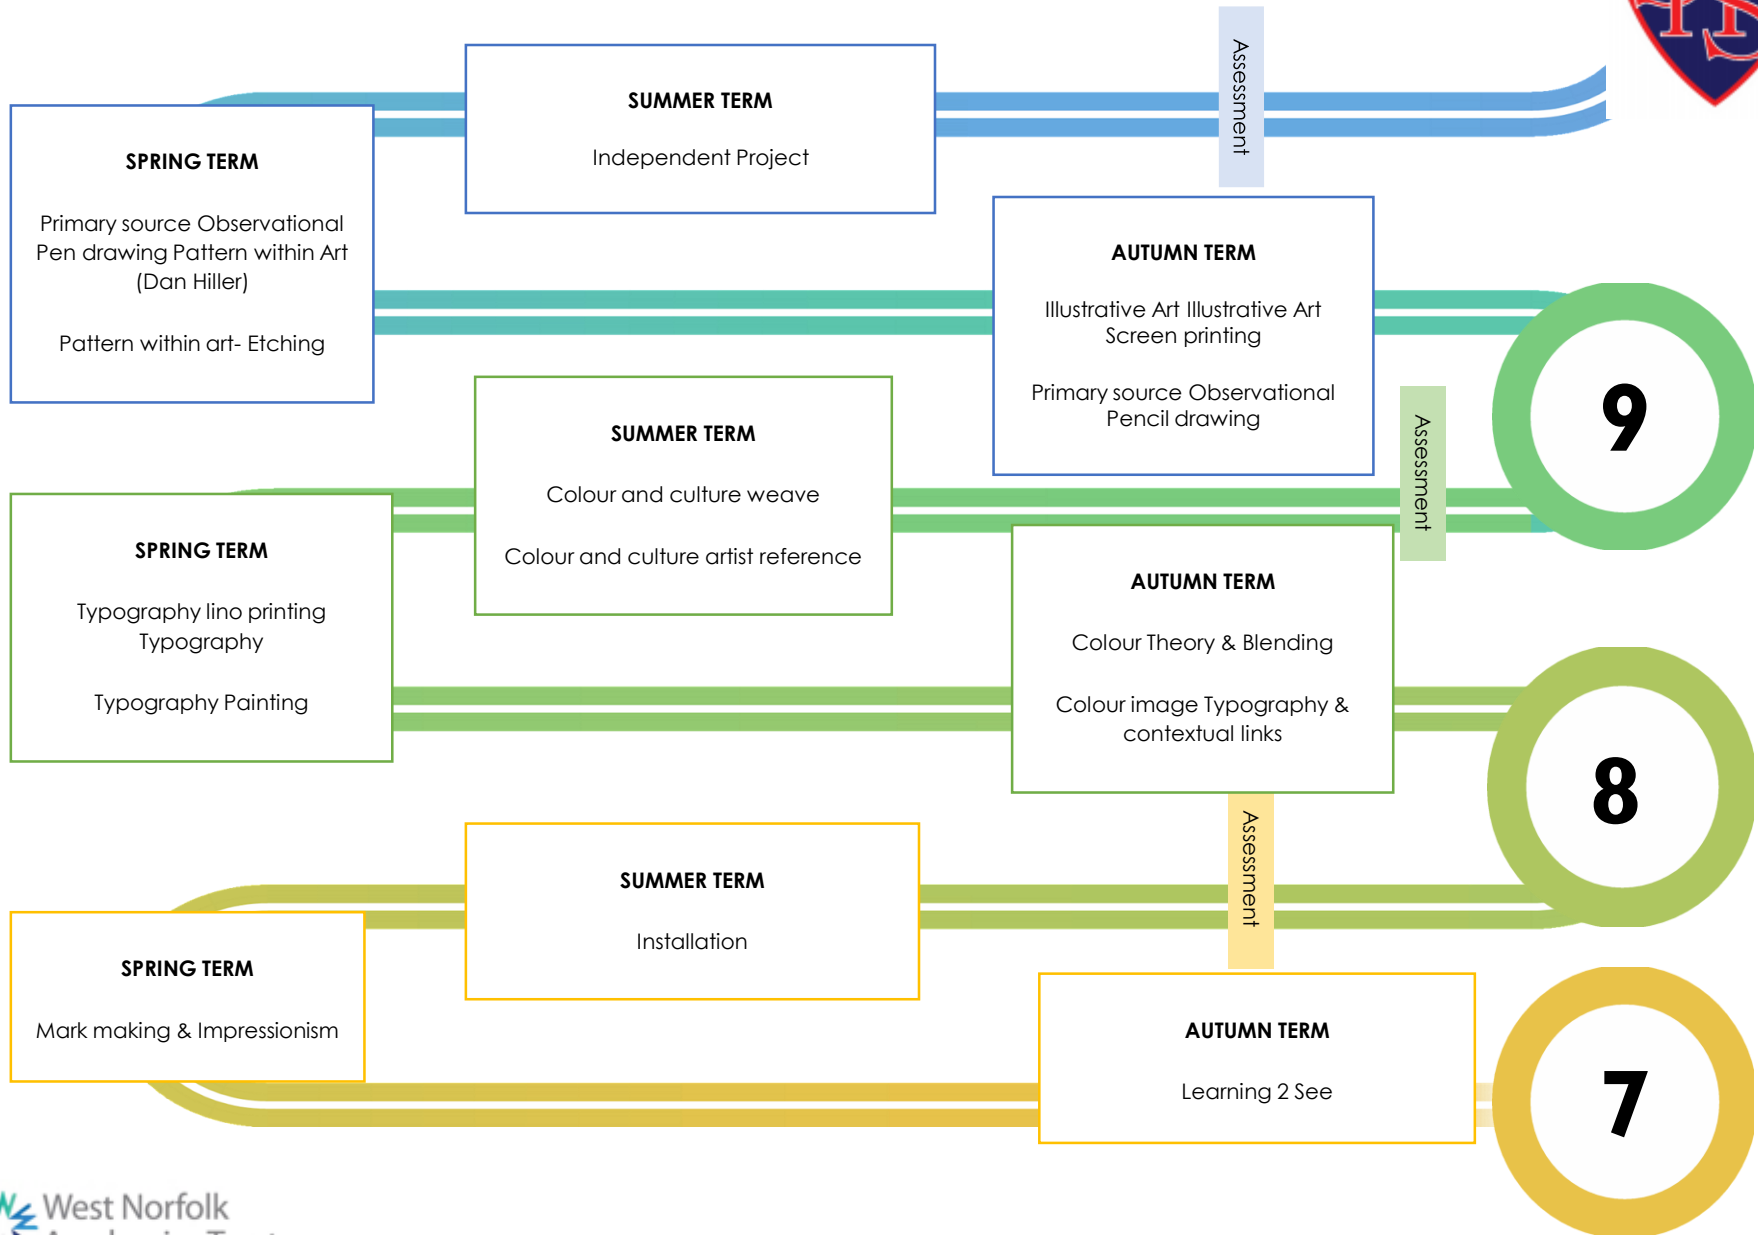 SUMMER TERM
Independent Project
Assessment
SPRING TERM
Primary source Observational
Pen drawing Pattern within Art
(Dan Hiller)
Pattern within art- Etching
AUTUMN TERM
Illustrative Art Illustrative Art
Screen printing
Primary source Observational
Pencil drawing
9
SUMMER TERM
Colour and culture weave
Colour and culture artist reference
Assessment
SPRING TERM
Typography lino printing
Typography
Typography Painting
AUTUMN TERM
Colour Theory & Blending
Colour image Typography &
contextual links
8
SUMMER TERM
Installation
Assessment
SPRING TERM
Mark making & Impressionism
AUTUMN TERM
Learning 2 See
7
West Norfolk